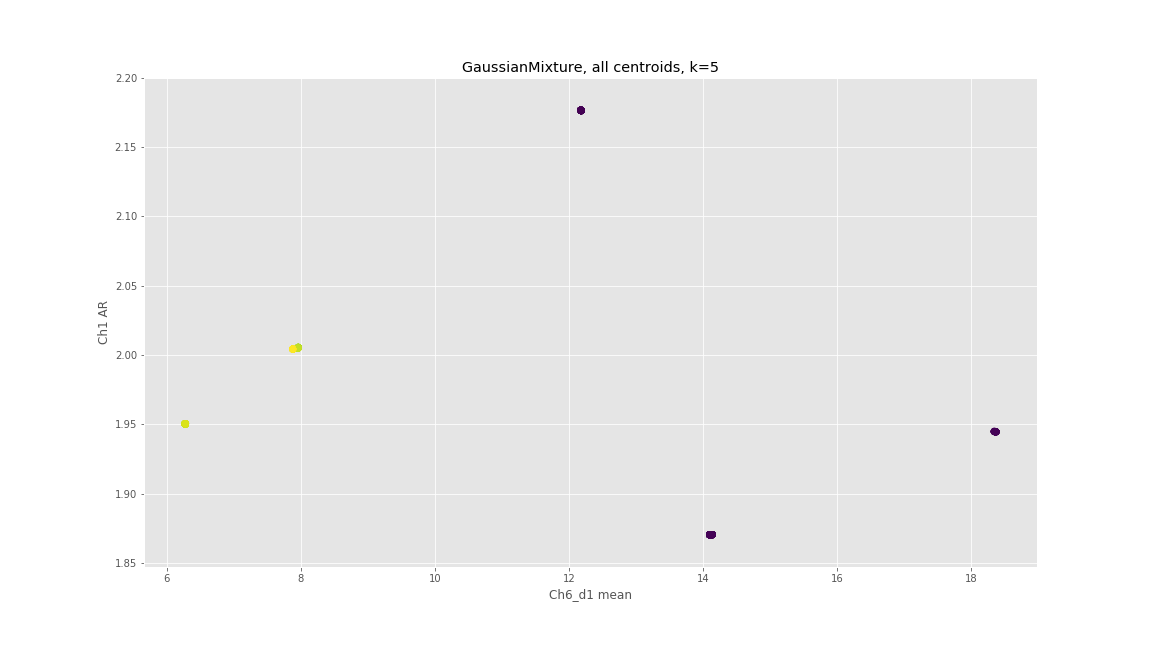 GaussianMixture, all centroids, k=5
2.20
2.15
2.10
2.05
2.00
1.95
1.90
1.85
Ch1 AR
6 8 10 12 14 16 18
Ch6_d1 mean